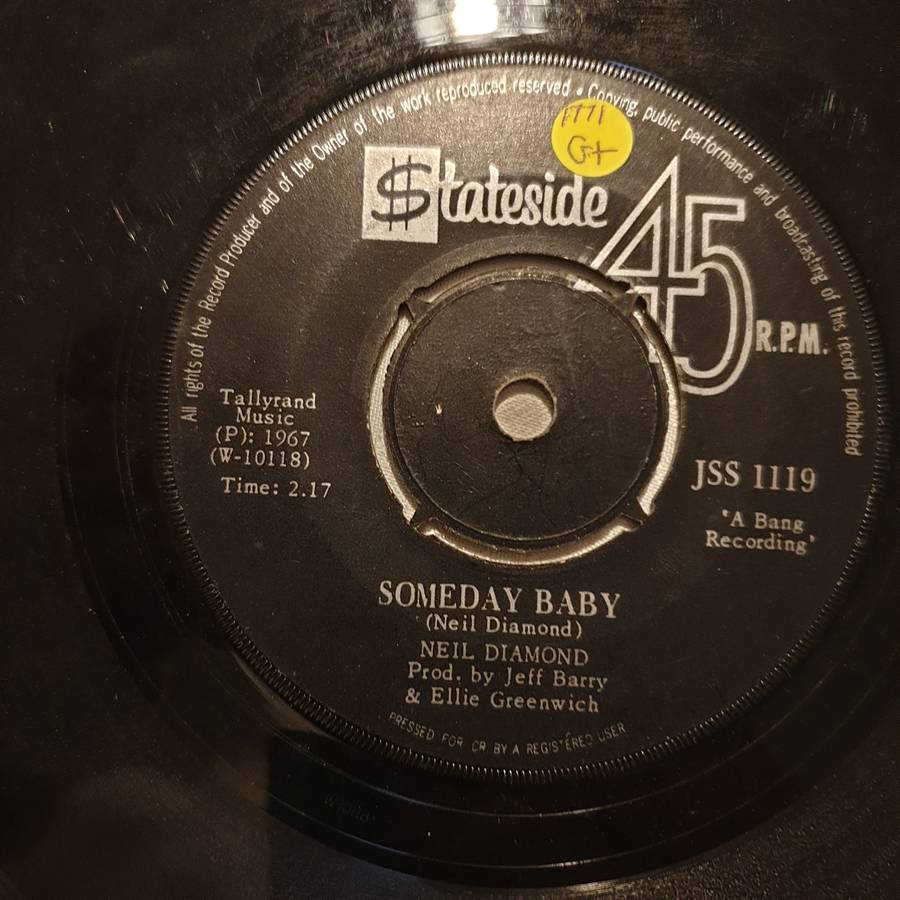 All rights of the Record Producer and of the Owner of the work reproduced reserved • Copying, public performance and broadcasting of this record prohibited
G+
$tateside
45
R.P.M.
Tallyrand
Music
(P): 1967
(W-10118)
Time: 2.17
JSS 1119
'A Bang
Recording'
SOMEDAY BABY
(Neil Diamond)
NEIL DIAMOND
Prod. by Jeff Barry
& Ellie Greenwich
PRESSED FOR OR BY A REGISTERED USER